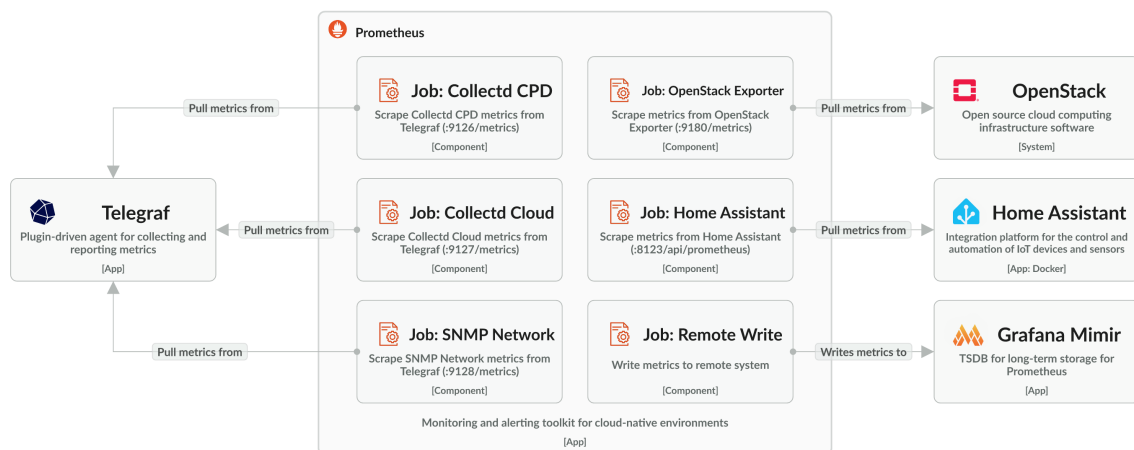 Prometheus
Job: Collectd CPD
Scrape Collectd CPD metrics from
Telegraf (:9126/metrics)
[Component]
Job: OpenStack Exporter
Scrape metrics from OpenStack
Exporter (:9180/metrics)
[Component]
OpenStack
Open source cloud computing
infrastructure software
[System]
Pull metrics from
Pull metrics from
Telegraf
Plugin-driven agent for collecting and
reporting metrics
[App]
Pull metrics from
Job: Collectd Cloud
Scrape Collectd Cloud metrics from
Telegraf (:9127/metrics)
[Component]
Job: Home Assistant
Scrape metrics from Home Assistant
(:8123/api/prometheus)
[Component]
Pull metrics from
Home Assistant
Integration platform for the control and
automation of IoT devices and sensors
[App: Docker]
Pull metrics from
Job: SNMP Network
Scrape SNMP Network metrics from
Telegraf (:9128/metrics)
[Component]
Job: Remote Write
Write metrics to remote system
[Component]
Writes metrics to
Grafana Mimir
TSDB for long-term storage for
Prometheus
[App]
Monitoring and alerting toolkit for cloud-native environments
[App]